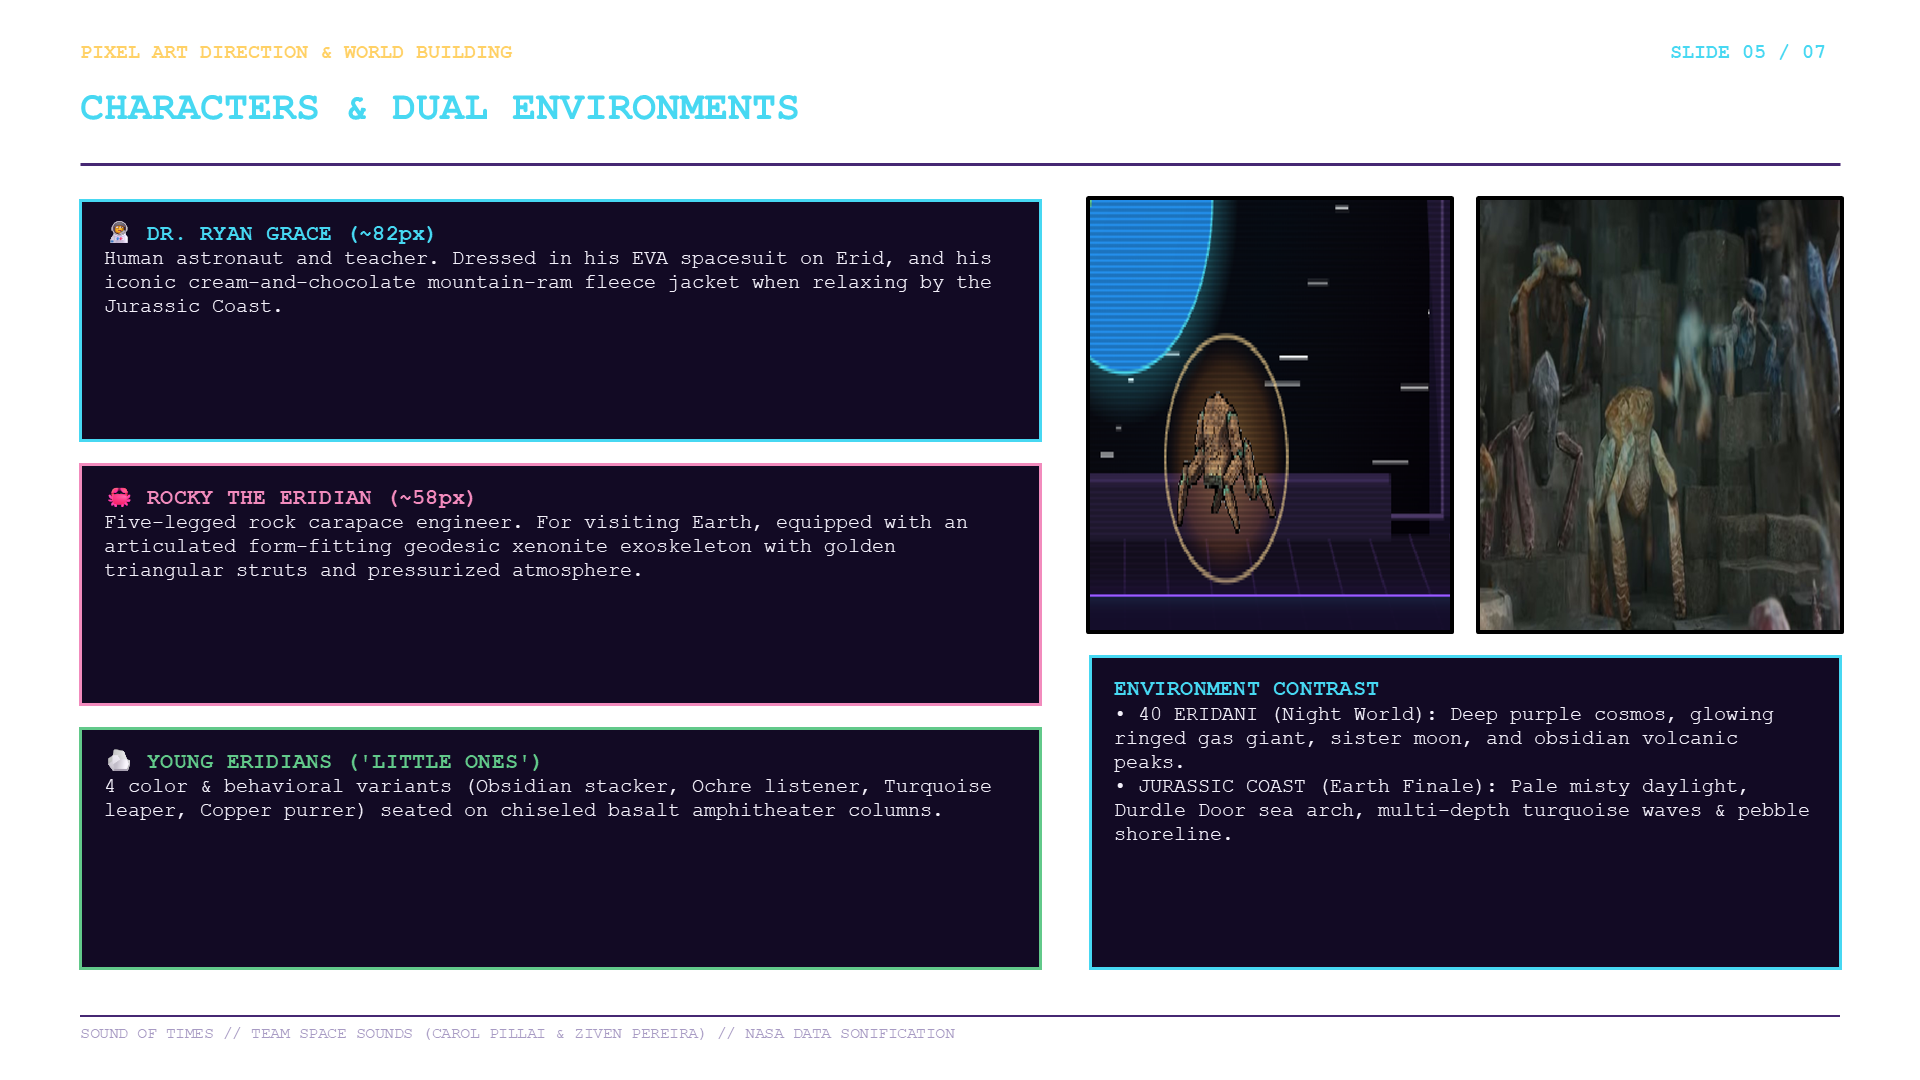 PIXEL ART DIRECTION & WORLD BUILDING
SLIDE 05 / 07
CHARACTERS & DUAL ENVIRONMENTS
DR. RYAN GRACE (~82px)
Human astronaut and teacher. Dressed in his EVA spacesuit on Erid, and his
iconic cream-and-chocolate mountain-ram fleece jacket when relaxing by the
Jurassic Coast.
ROCKY THE ERIDIAN (~58px)
Five-legged rock carapace engineer. For visiting Earth, equipped with an
articulated form-fitting geodesic xenonite exoskeleton with golden
triangular struts and pressurized atmosphere.
YOUNG ERIDIANS ('LITTLE ONES')
4 color & behavioral variants (Obsidian stacker, Ochre listener, Turquoise
leaper, Copper purrer) seated on chiseled basalt amphitheater columns.
ENVIRONMENT CONTRAST
• 40 ERIDANI (Night World): Deep purple cosmos, glowing
ringed gas giant, sister moon, and obsidian volcanic
peaks.
• JURASSIC COAST (Earth Finale): Pale misty daylight,
Durdle Door sea arch, multi-depth turquoise waves & pebble
shoreline.
SOUND OF TIMES // TEAM SPACE SOUNDS (CAROL PILLAI & ZIVEN PEREIRA) // NASA DATA SONIFICATION